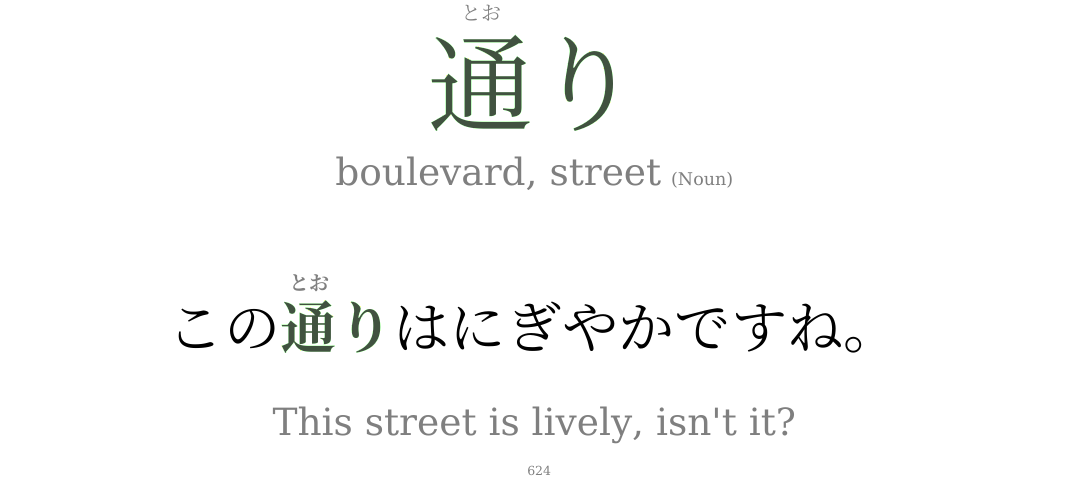 とお
通り
boulevard, street (Noun)
とお
この通りはにぎやかですね。
This street is lively, isn't it?
624